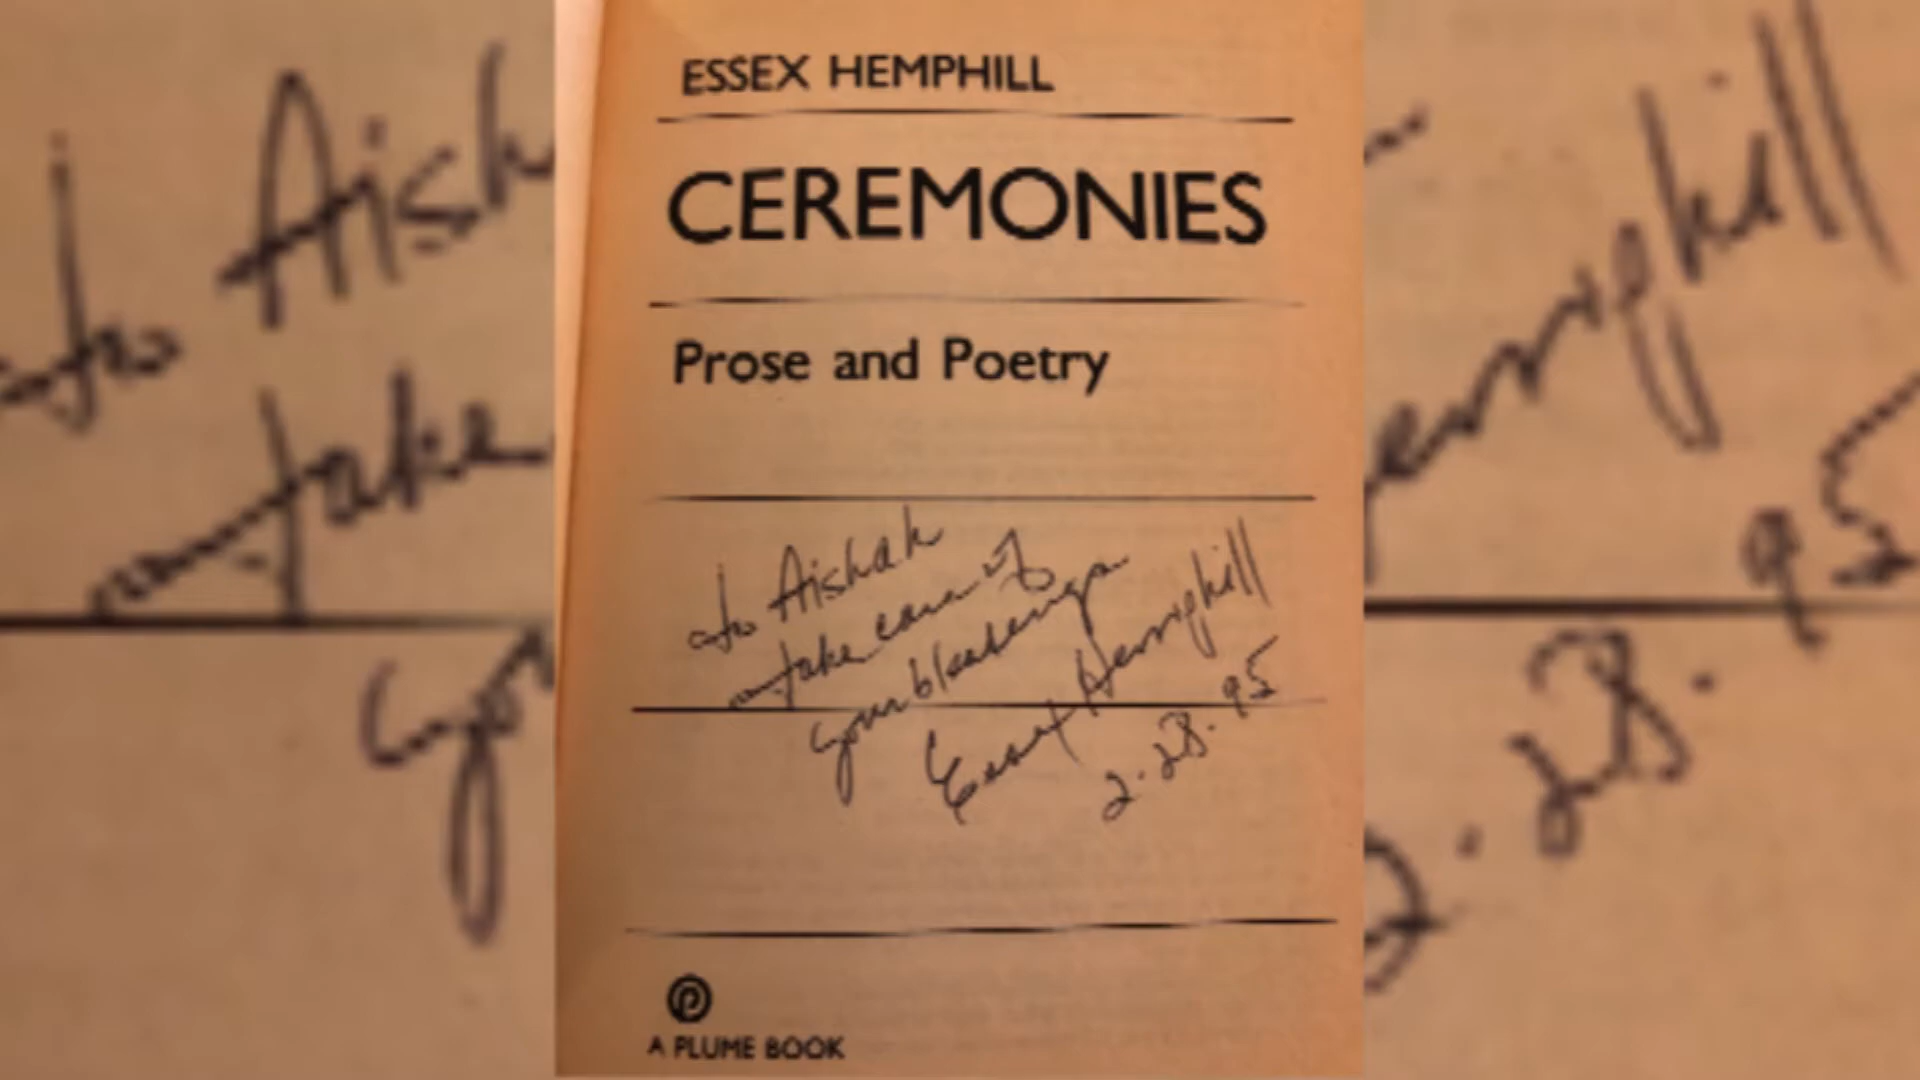 ESSEX HEMPHILL
CEREMONIES
Prose and Poetry
to Aishah
take care of
your blessings
Essex Hemphill
2.28.95
A PLUME BOOK